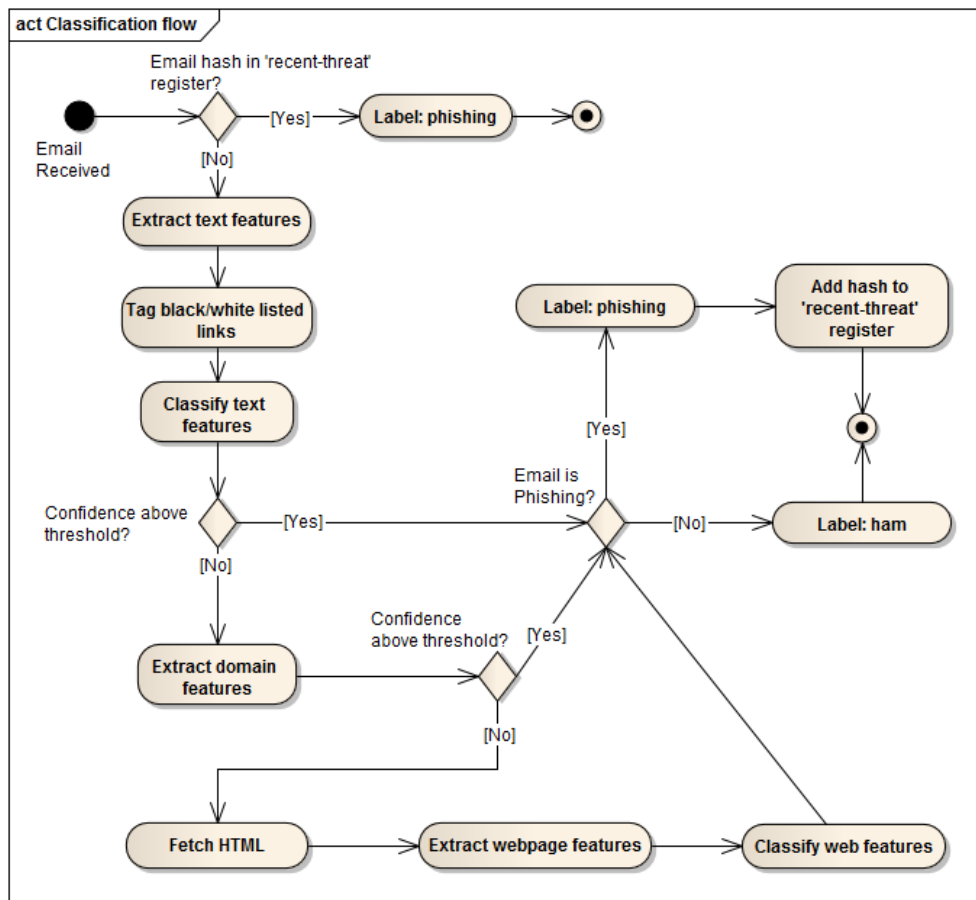 act Classification flow
Email hash in 'recent-threat'
register?
[Yes]
Label: phishing
Email
Received
[No]
Extract text features
Tag black/white listed
links
Classify text
features
Label: phishing
Add hash to
'recent-threat'
register
[Yes]
Confidence above
threshold?
[Yes]
Email is
Phishing?
[No]
Label: ham
[No]
Extract domain
features
Confidence
above threshold?
[Yes]
[No]
Fetch HTML
Extract webpage features
Classify web features